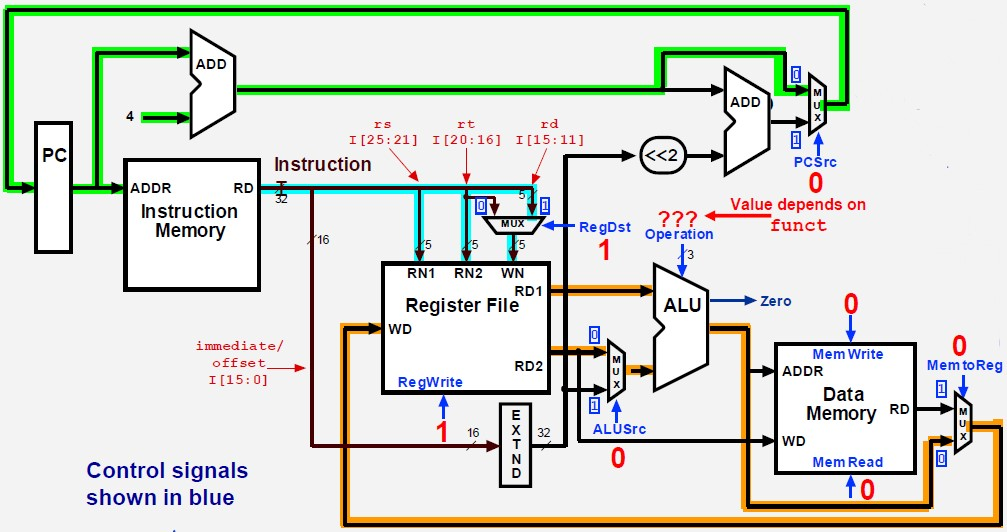 ADD
4
PC
ADDR
RD
Instruction
Memory
Instruction
32
16
rs
I[25:21]
rt
I[20:16]
rd
I[15:11]
5
0
1
MUX
RegDst
1
5
5
5
RN1
RN2
WN
Register File
RD1
WD
RD2
RegWrite
1
immediate/
offset
I[15:0]
16
EXTND
32
<<2
ADD
0
MUX
1
PCSrc
0
Value depends on
funct
???
Operation
3
ALU
Zero
0
MUX
1
ALUSrc
0
0
MemWrite
ADDR
Data
Memory
RD
WD
MemRead
0
0
MemtoReg
1
MUX
0
Control signals
shown in blue